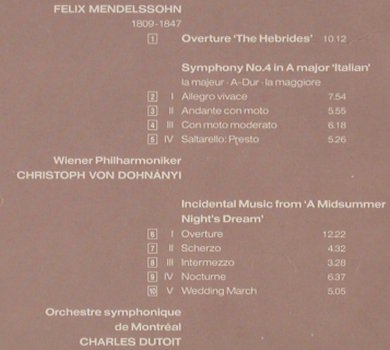 FELIX MENDELSSOHN
1809-1847
1 Overture 'The Hebrides' 10.12
Symphony No.4 in A major 'Italian'
la majeur · A-Dur · la maggiore
2 I Allegro vivace 7.54
3 II Andante con moto 5.55
4 III Con moto moderato 6.18
5 IV Saltarello: Presto 5.26
Wiener Philharmoniker
CHRISTOPH VON DOHNÁNYI
Incidental Music from 'A Midsummer
Night's Dream'
6 I Overture 12.22
7 II Scherzo 4.32
8 III Intermezzo 3.28
9 IV Nocturne 6.37
10 V Wedding March 5.05
Orchestre symphonique
de Montréal
CHARLES DUTOIT